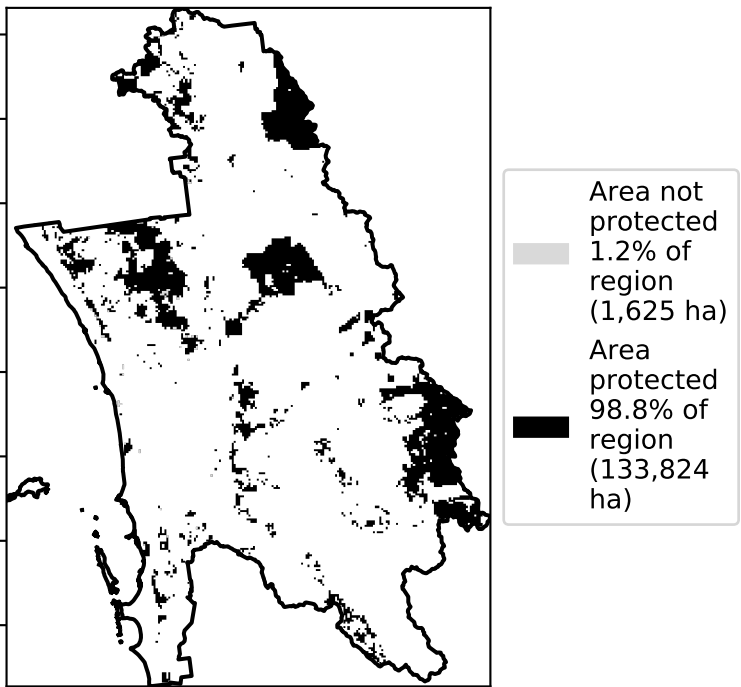 Area not
protected
1.2% of
region
(1,625 ha)
Area
protected
98.8% of
region
(133,824
ha)